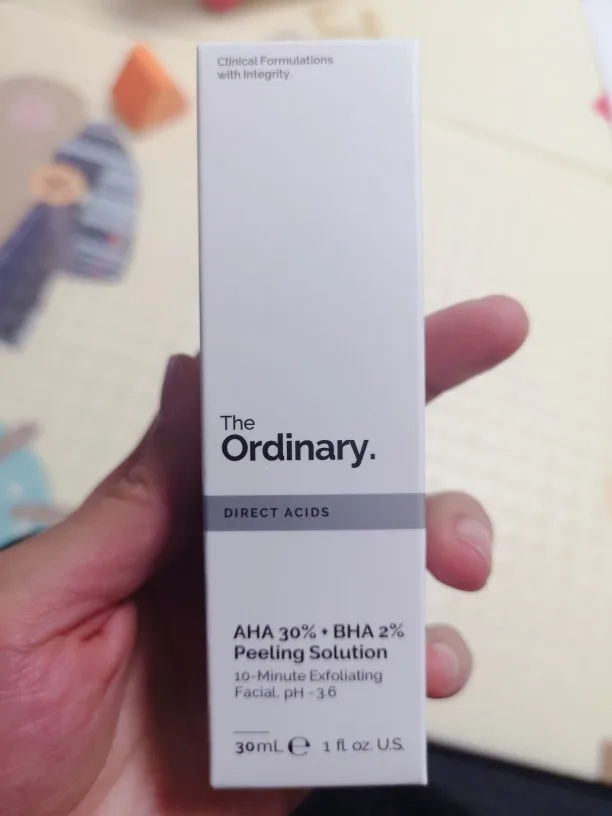 Clinical Formulations
with Integrity.
The
Ordinary.
DIRECT ACIDS
AHA 30% + BHA 2%
Peeling Solution
10-Minute Exfoliating
Facial, pH ~3.6
30mL ℮ 1 fl. oz. U.S.